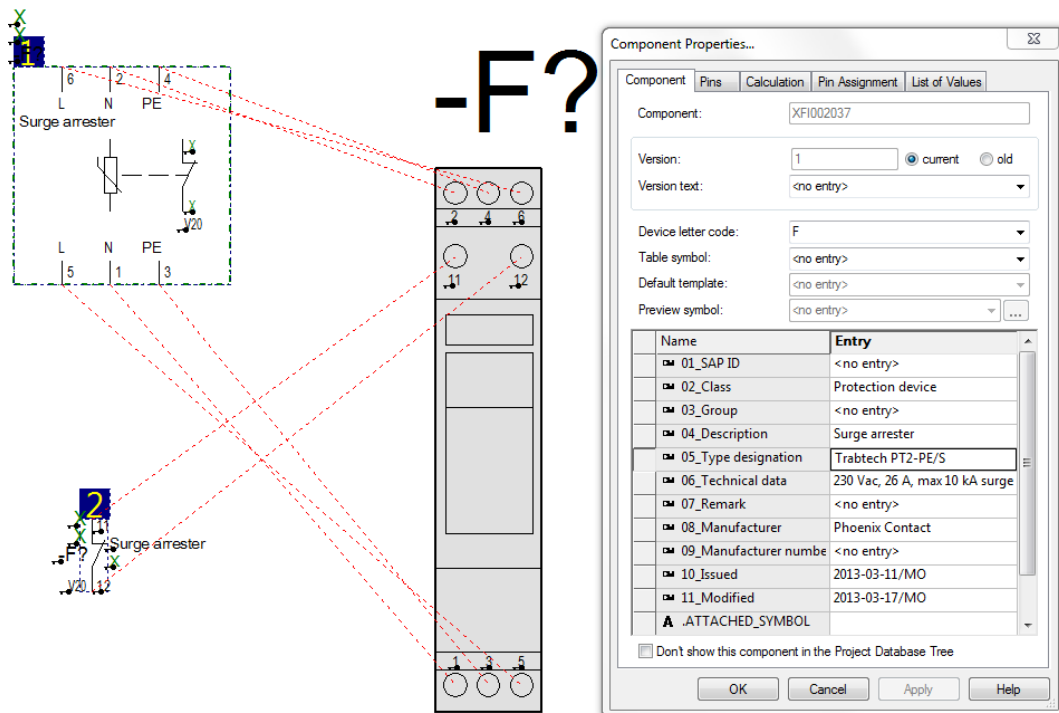 X
X
1
6 2 4
L N PE
Surge arrester
X
X
V20
L N PE
5 1 3
-F?
2 4 6
11 12
1 3 5
2
X
X
11
Surge arrester
-F?
X
V20
12
Component Properties...
Component Pins Calculation Pin Assignment List of Values
Component: XFI002037
Version: 1 current old
Version text: <no entry>
Device letter code: F
Table symbol: <no entry>
Default template: <no entry>
Preview symbol: <no entry> ...
Name Entry
01_SAP ID <no entry>
02_Class Protection device
03_Group <no entry>
04_Description Surge arrester
05_Type designation Trabtech PT2-PE/S
06_Technical data 230 Vac, 26 A, max 10 kA surge
07_Remark <no entry>
08_Manufacturer Phoenix Contact
09_Manufacturer numbe <no entry>
10_Issued 2013-03-11/MO
11_Modified 2013-03-17/MO
A .ATTACHED_SYMBOL
Don't show this component in the Project Database Tree
OK Cancel Apply Help